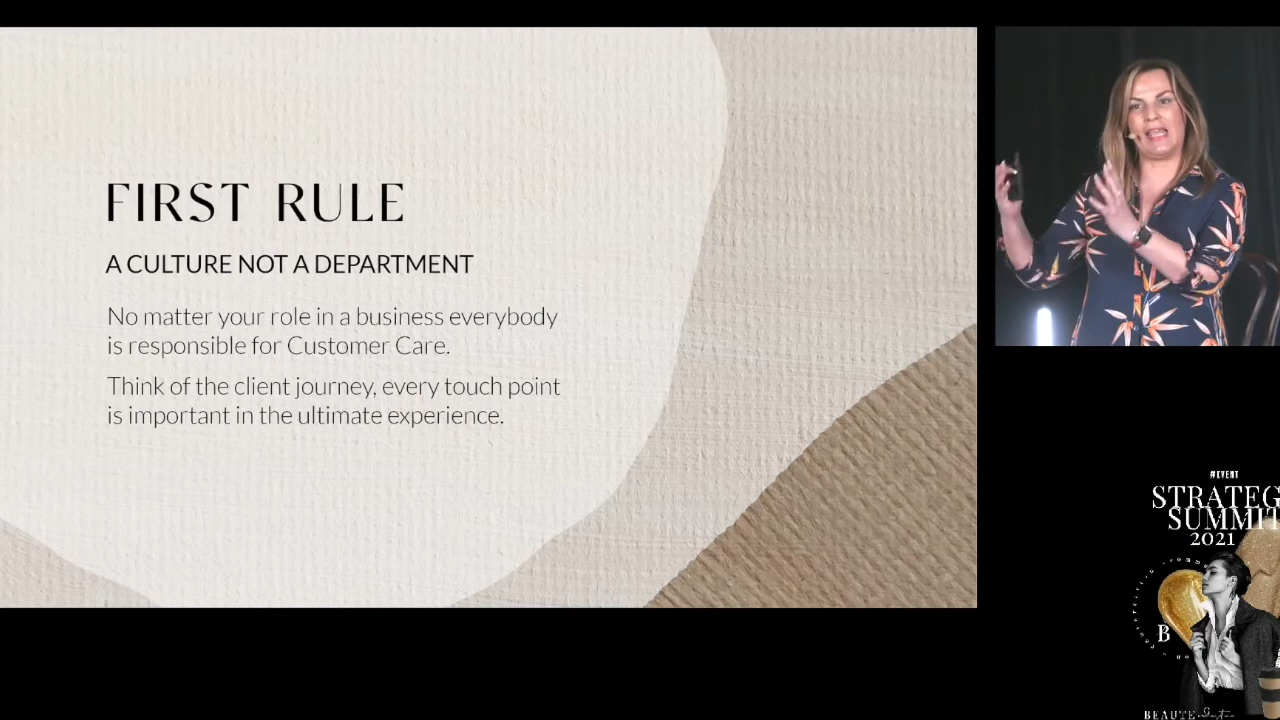 FIRST RULE
A CULTURE NOT A DEPARTMENT
No matter your role in a business everybody
is responsible for Customer Care.
Think of the client journey, every touch point
is important in the ultimate experience.
#EVENT
STRATEG
SUMMIT
2021
B
BEAUTE